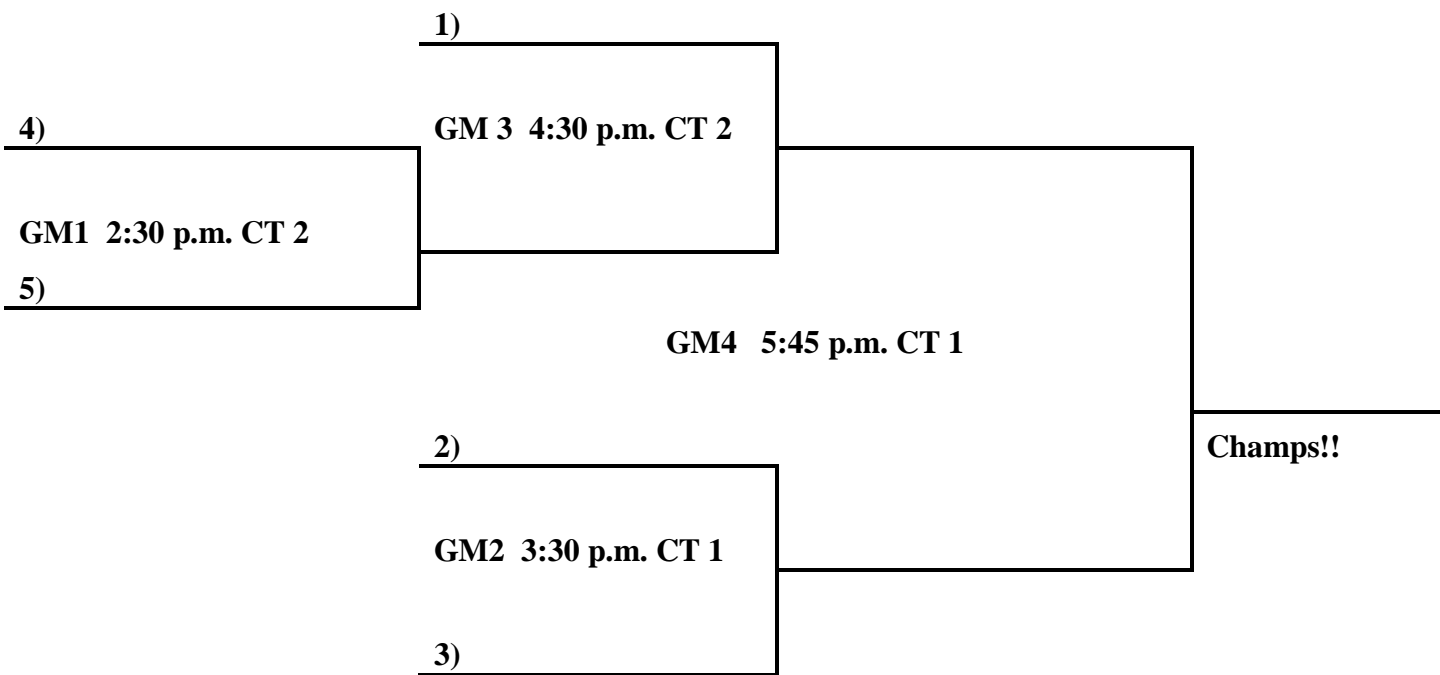 1)
4)
GM 3  4:30 p.m. CT 2
GM1  2:30 p.m. CT 2
5)
GM4   5:45 p.m. CT 1
2)
Champs!!
GM2  3:30 p.m. CT 1
3)